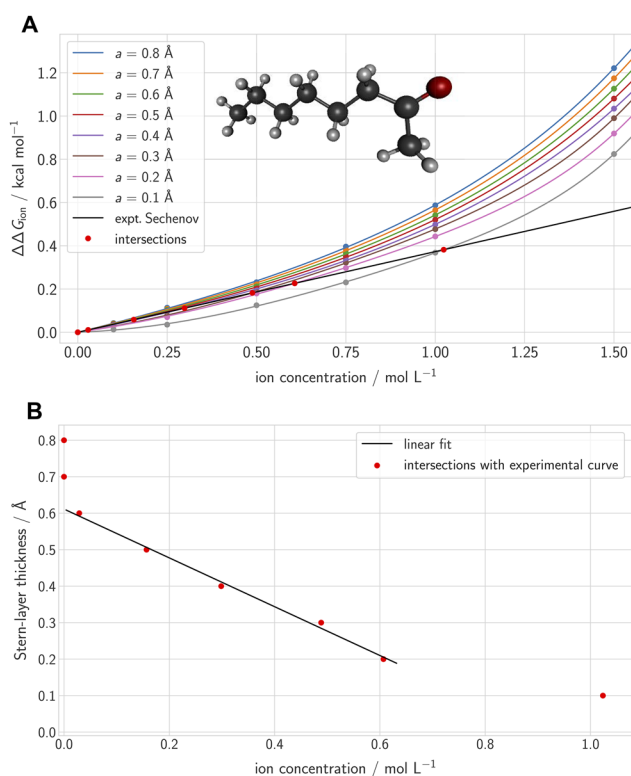 A
a = 0.8 Å
a = 0.7 Å
a = 0.6 Å
a = 0.5 Å
a = 0.4 Å
a = 0.3 Å
a = 0.2 Å
a = 0.1 Å
expt. Sechenov
intersections
ΔΔG_ion / kcal mol⁻¹
1.2
1.0
0.8
0.6
0.4
0.2
0.0
0.00 0.25 0.50 0.75 1.00 1.25 1.50
ion concentration / mol L⁻¹
B
linear fit
intersections with experimental curve
Stern-layer thickness / Å
0.8
0.7
0.6
0.5
0.4
0.3
0.2
0.1
0.0
0.0 0.2 0.4 0.6 0.8 1.0
ion concentration / mol L⁻¹